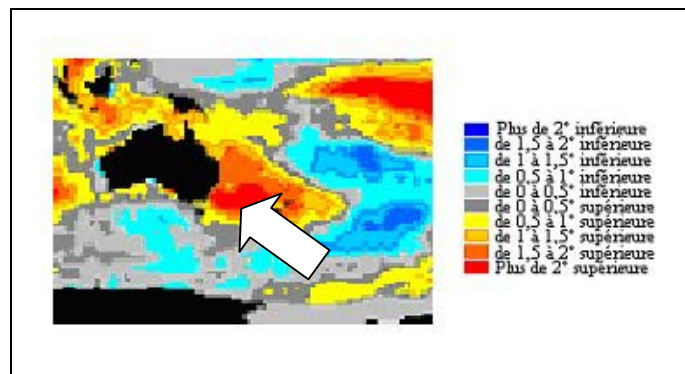 Plus de 2° inférieure
de 1,5 à 2° inférieure
de 1 à 1,5° inférieure
de 0,5 à 1° inférieure
de 0 à 0,5° inférieure
de 0 à 0,5° supérieure
de 0,5 à 1° supérieure
de 1 à 1,5° supérieure
de 1,5 à 2° supérieure
Plus de 2° supérieure